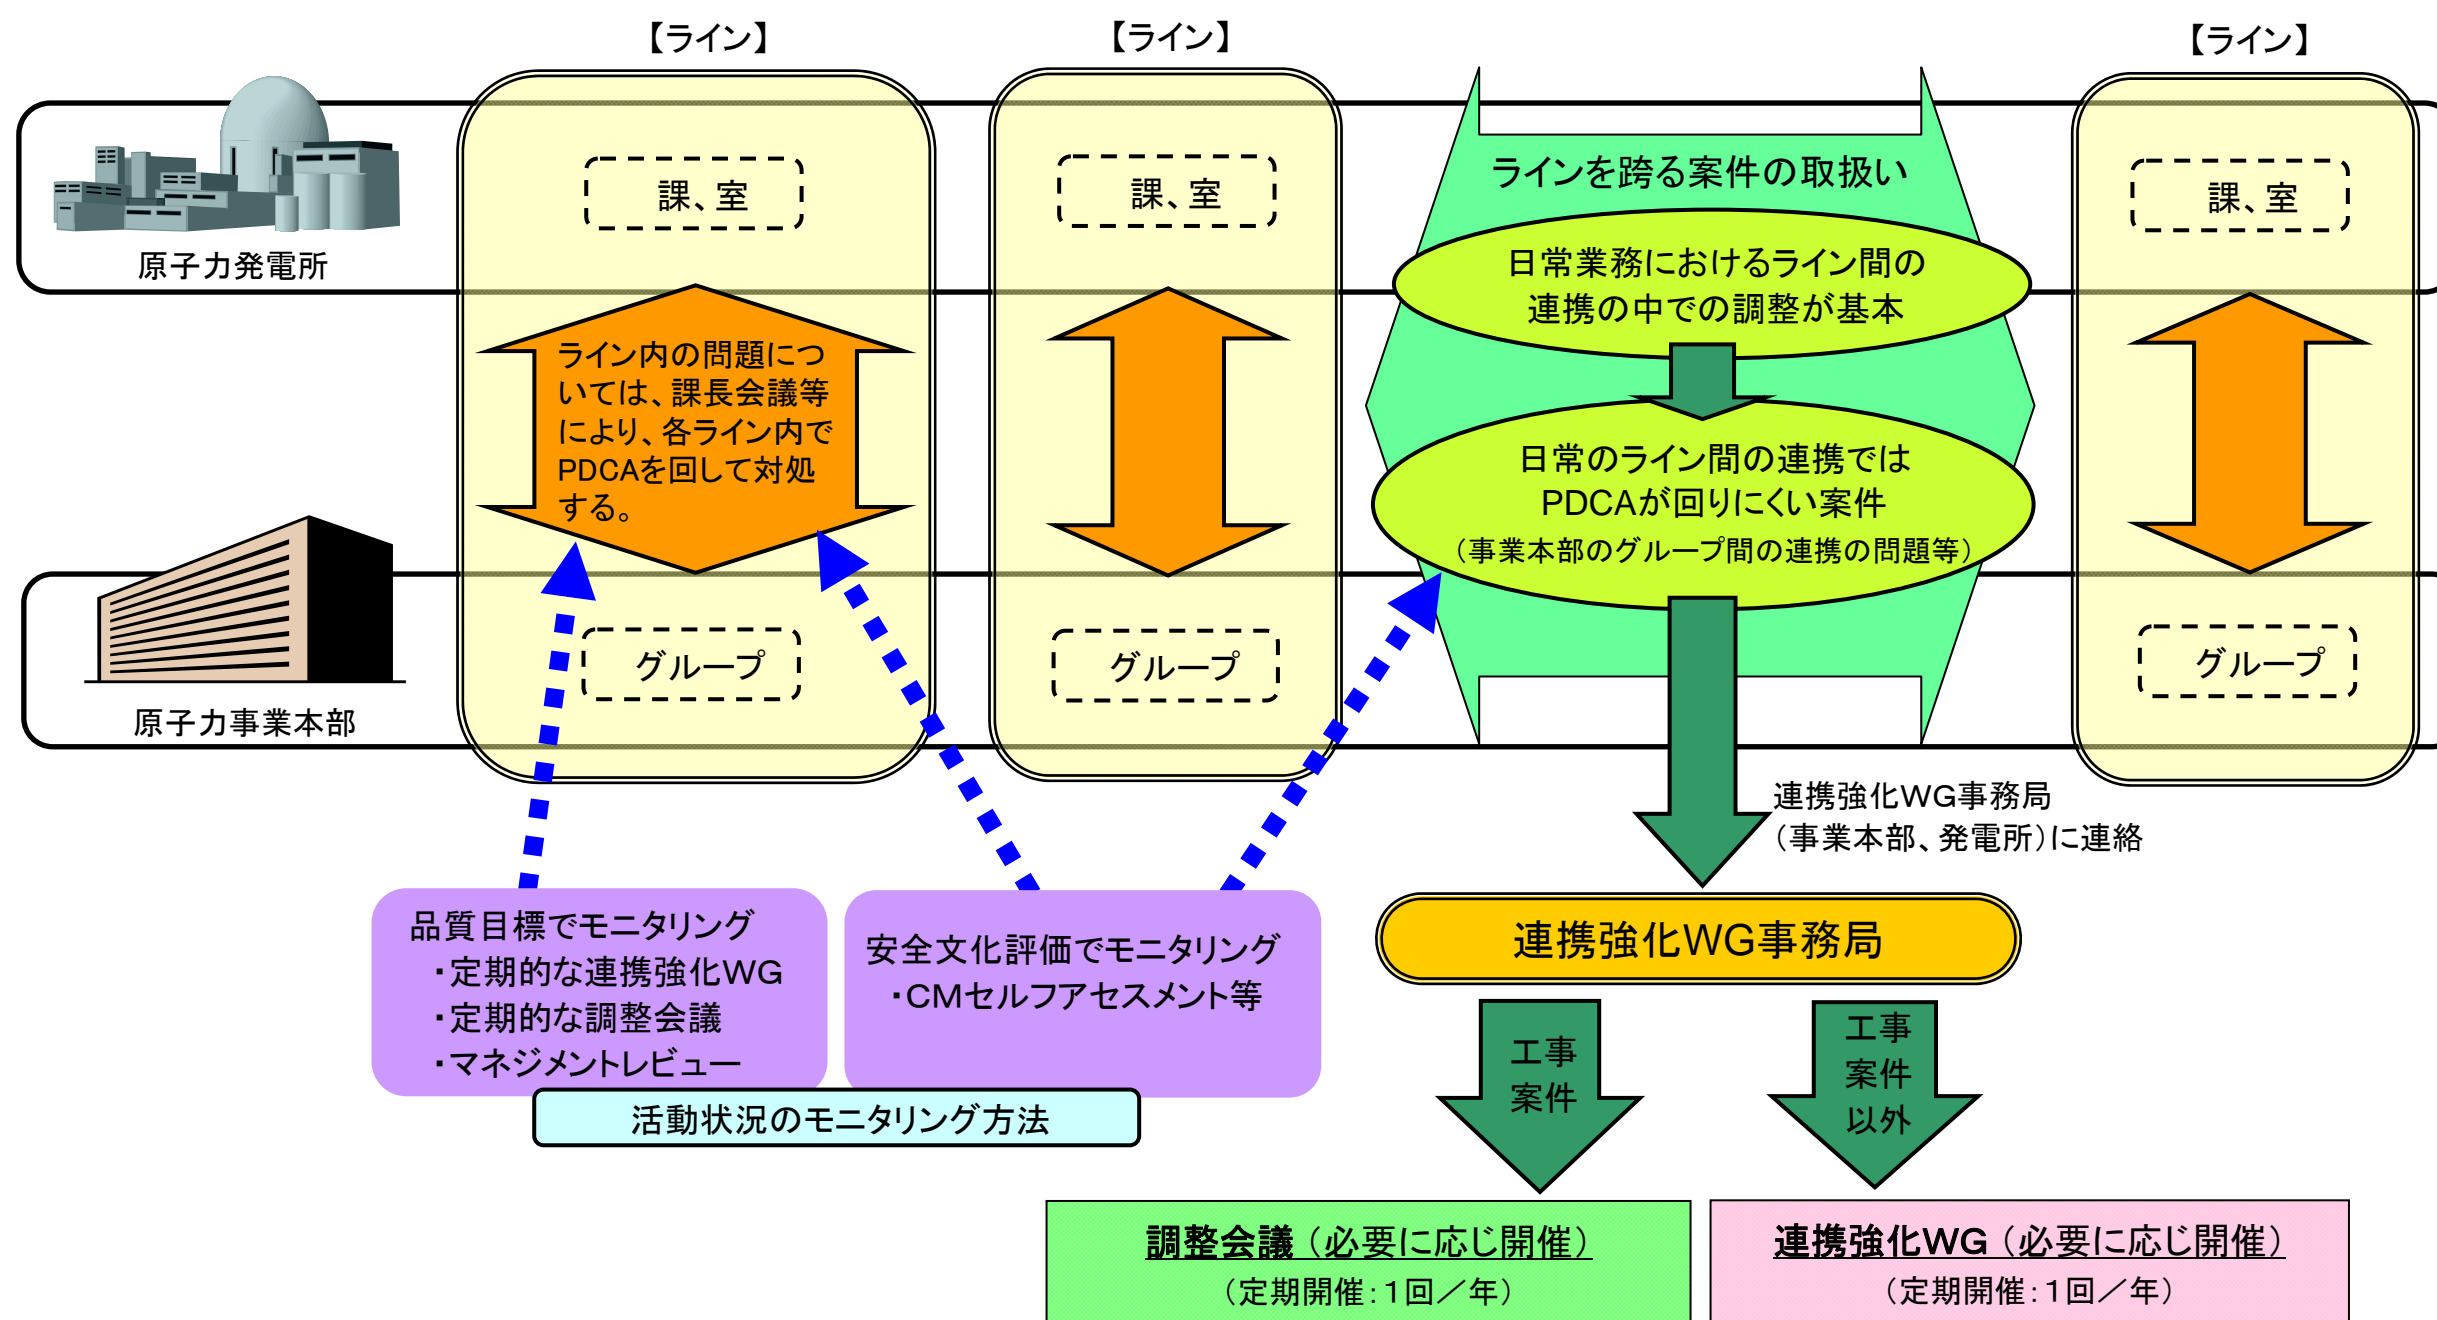 【ライン】
【ライン】
【ライン】
課、室
課、室
課、室
原子力発電所
ラインを跨る案件の取扱い
日常業務におけるライン間の
連携の中での調整が基本
ライン内の問題につ
いては、課長会議等
により、各ライン内で
PDCAを回して対処
する。
日常のライン間の連携では
PDCAが回りにくい案件
(事業本部のグループ間の連携の問題等)
グループ
グループ
グループ
原子力事業本部
連携強化WG事務局
(事業本部、発電所)に連絡
品質目標でモニタリング
・定期的な連携強化WG
・定期的な調整会議
・マネジメントレビュー
安全文化評価でモニタリング
・CMセルフアセスメント等
活動状況のモニタリング方法
連携強化WG事務局
工事
案件
工事
案件
以外
調整会議(必要に応じ開催)
(定期開催:1回/年)
連携強化WG(必要に応じ開催)
(定期開催:1回/年)